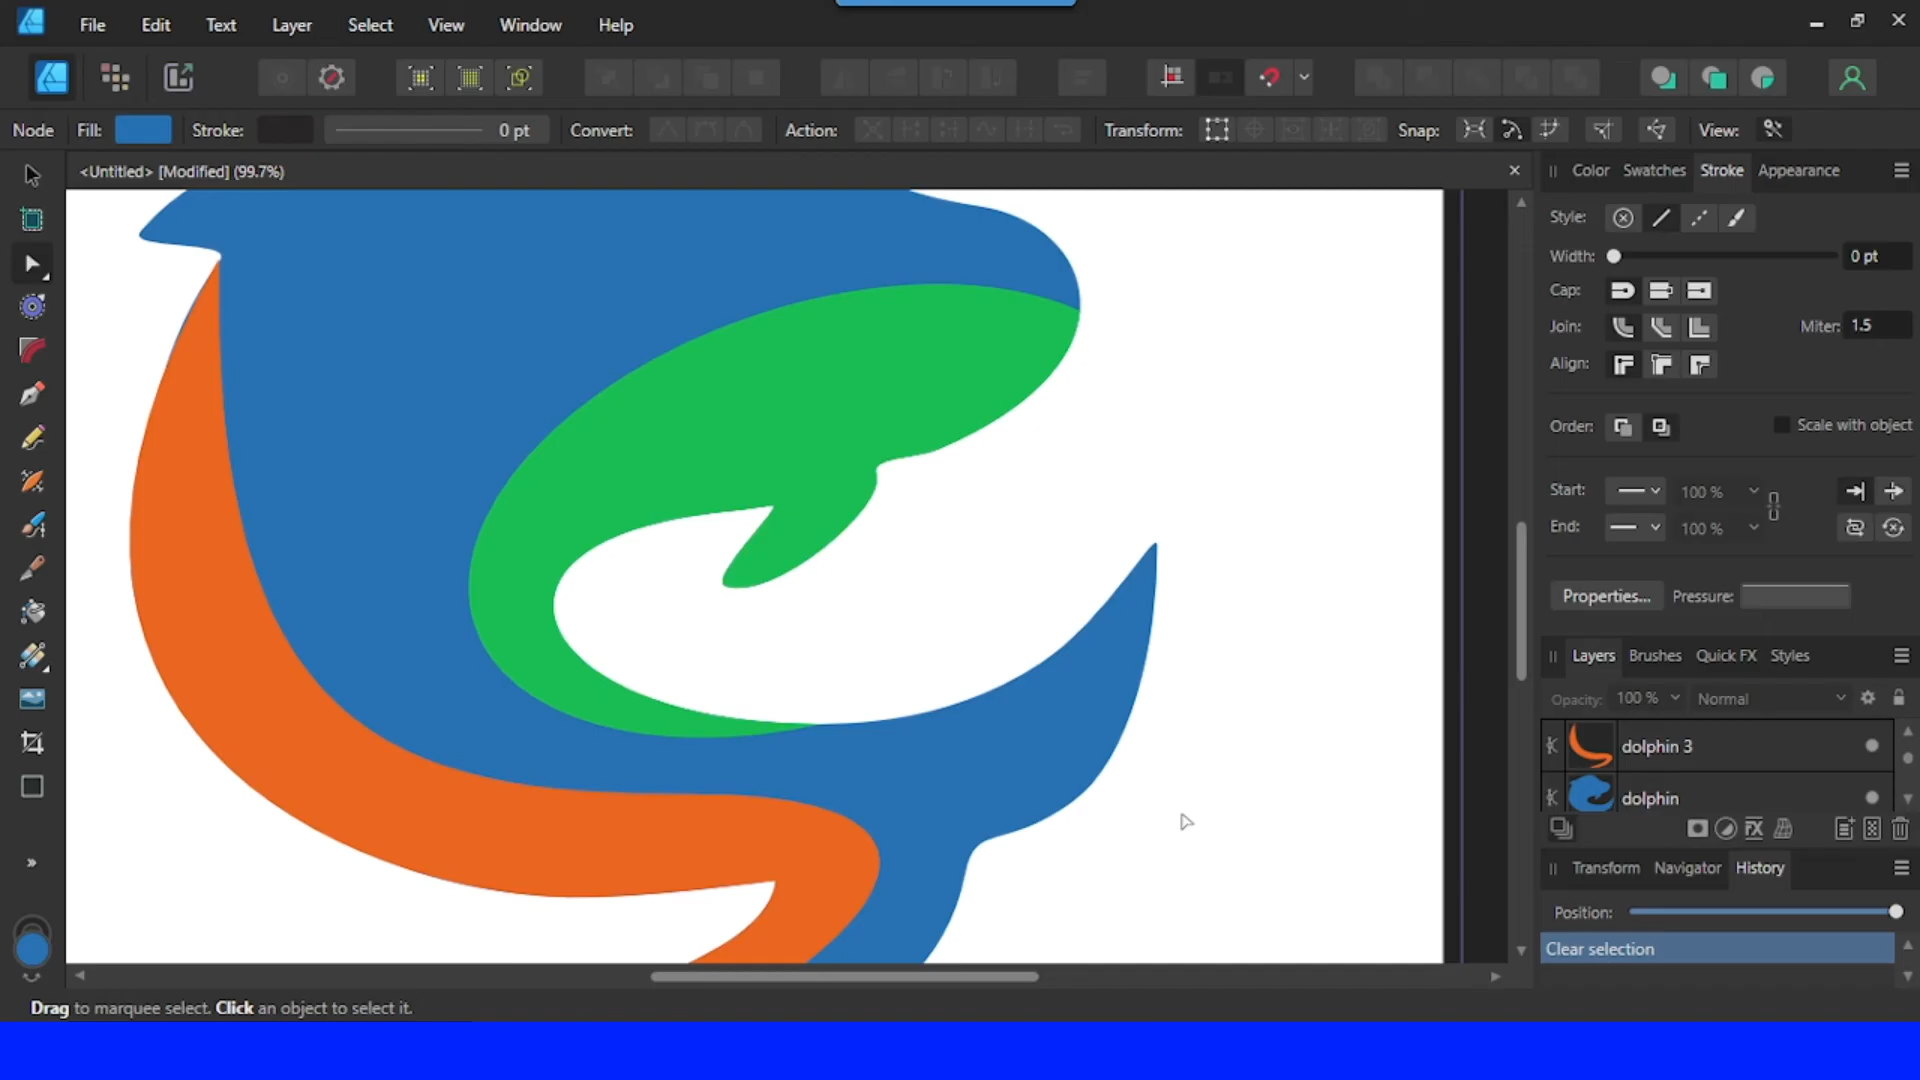 File Edit Text Layer Select View Window Help
Node Fill: Stroke: 0 pt Convert: Action: Transform: Snap: View:
<Untitled> [Modified] (99.7%)
Color Swatches Stroke Appearance
Style:
Width: 0 pt
Cap:
Join: Miter: 1.5
Align:
Order: Scale with object
Start: 100 %
End: 100 %
Properties... Pressure:
Layers Brushes Quick FX Styles
Opacity: 100 % Normal
dolphin 3
dolphin
FX
Transform Navigator History
Position:
Clear selection
Drag to marquee select. Click an object to select it.